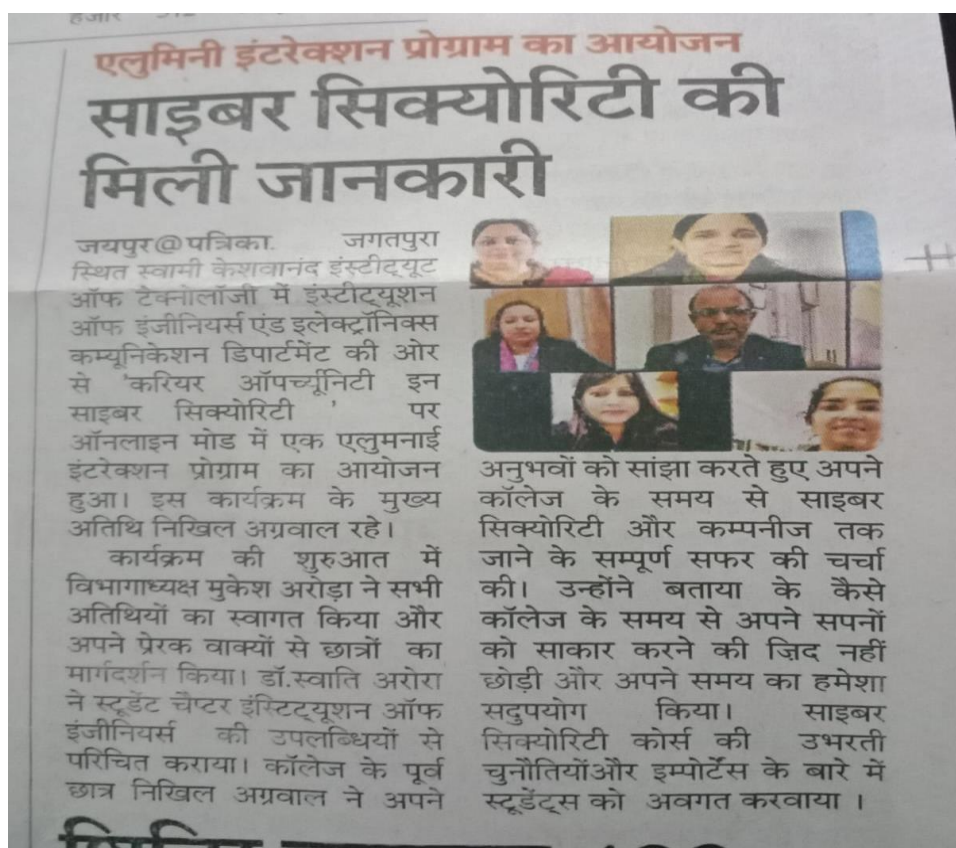 एलुमिनी इंटरेक्शन प्रोग्राम का आयोजन
साइबर सिक्योरिटी की
मिली जानकारी
जयपुर@पत्रिका. जगतपुरा
स्थित स्वामी केशवानंद इंस्टीट्यूट
ऑफ टैक्नोलॉजी में इंस्टीट्यूशन
ऑफ इंजीनियर्स एंड इलेक्ट्रॉनिक्स
कम्यूनिकेशन डिपार्टमेंट की ओर
से 'करियर ऑपर्च्यूनिटी इन
साइबर सिक्योरिटी ' पर
ऑनलाइन मोड में एक एलुमनाई
इंटरेक्शन प्रोग्राम का आयोजन
हुआ। इस कार्यक्रम के मुख्य
अतिथि निखिल अग्रवाल रहे।
कार्यक्रम की शुरुआत में
विभागाध्यक्ष मुकेश अरोड़ा ने सभी
अतिथियों का स्वागत किया और
अपने प्रेरक वाक्यों से छात्रों का
मार्गदर्शन किया। डॉ.स्वाति अरोरा
ने स्टूडेंट चैप्टर इंस्टिट्यूशन ऑफ
इंजीनियर्स की उपलब्धियों से
परिचित कराया। कॉलेज के पूर्व
छात्र निखिल अग्रवाल ने अपने
अनुभवों को सांझा करते हुए अपने
कॉलेज के समय से साइबर
सिक्योरिटी और कम्पनीज तक
जाने के सम्पूर्ण सफर की चर्चा
की। उन्होंने बताया के कैसे
कॉलेज के समय से अपने सपनों
को साकार करने की ज़िद नहीं
छोड़ी और अपने समय का हमेशा
सदुपयोग किया। साइबर
सिक्योरिटी कोर्स की उभरती
चुनौतियोंऔर इम्पोर्टेंस के बारे में
स्टूडेंट्स को अवगत करवाया ।